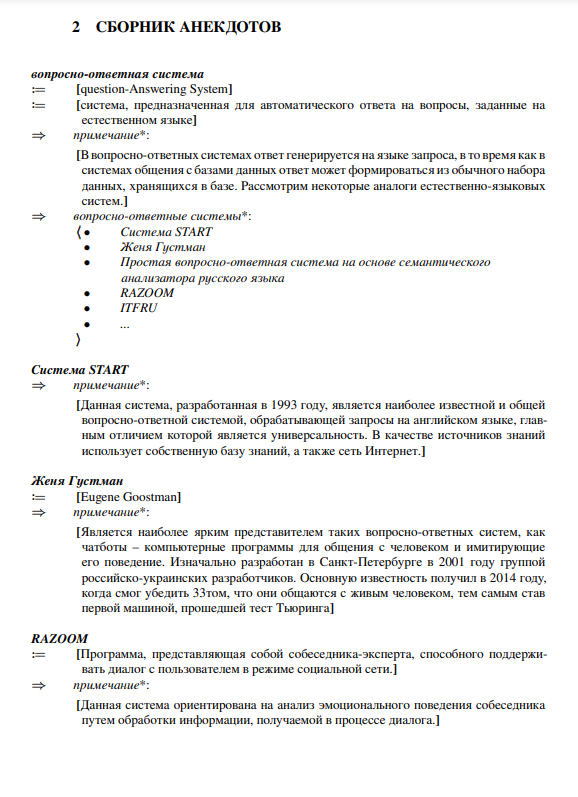 2 СБОРНИК АНЕКДОТОВ
вопросно-ответная система
:= [question-Answering System]
:= [система, предназначенная для автоматического ответа на вопросы, заданные на
естественном языке]
⇒ примечание*:
[В вопросно-ответных системах ответ генерируется на языке запроса, в то время как в
системах общения с базами данных ответ может формироваться из обычного набора
данных, хранящихся в базе. Рассмотрим некоторые аналоги естественно-языковых
систем.]
⇒ вопросно-ответные системы*:
⟨ • Система START
• Женя Густман
• Простая вопросно-ответная система на основе семантического
анализатора русского языка
• RAZOOM
• ITFRU
• ...
⟩
Система START
⇒ примечание*:
[Данная система, разработанная в 1993 году, является наиболее известной и общей
вопросно-ответной системой, обрабатывающей запросы на английском языке, глав-
ным отличием которой является универсальность. В качестве источников знаний
использует собственную базу знаний, а также сеть Интернет.]
Женя Густман
:= [Eugene Goostman]
⇒ примечание*:
[Является наиболее ярким представителем таких вопросно-ответных систем, как
чатботы – компьютерные программы для общения с человеком и имитирующие
его поведение. Изначально разработан в Санкт-Петербурге в 2001 году группой
российско-украинских разработчиков. Основную известность получил в 2014 году,
когда смог убедить 33том, что они общаются с живым человеком, тем самым став
первой машиной, прошедшей тест Тьюринга]
RAZOOM
:= [Программа, представляющая собой собеседника-эксперта, способного поддержи-
вать диалог с пользователем в режиме социальной сети.]
⇒ примечание*:
[Данная система ориентирована на анализ эмоционального поведения собеседника
путем обработки информации, получаемой в процессе диалога.]